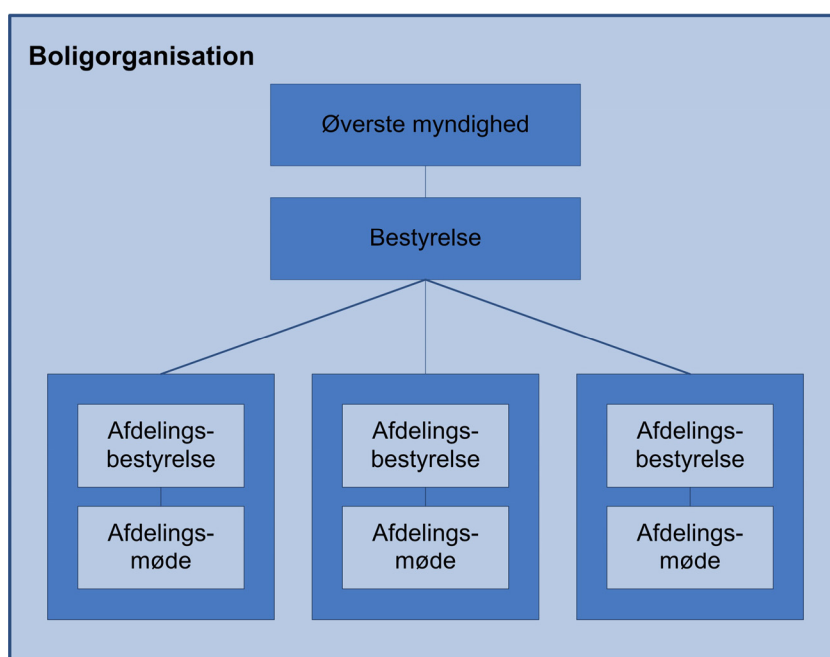 Boligorganisation
Øverste myndighed
Bestyrelse
Afdelings-
bestyrelse
Afdelings-
møde
Afdelings-
bestyrelse
Afdelings-
møde
Afdelings-
bestyrelse
Afdelings-
møde